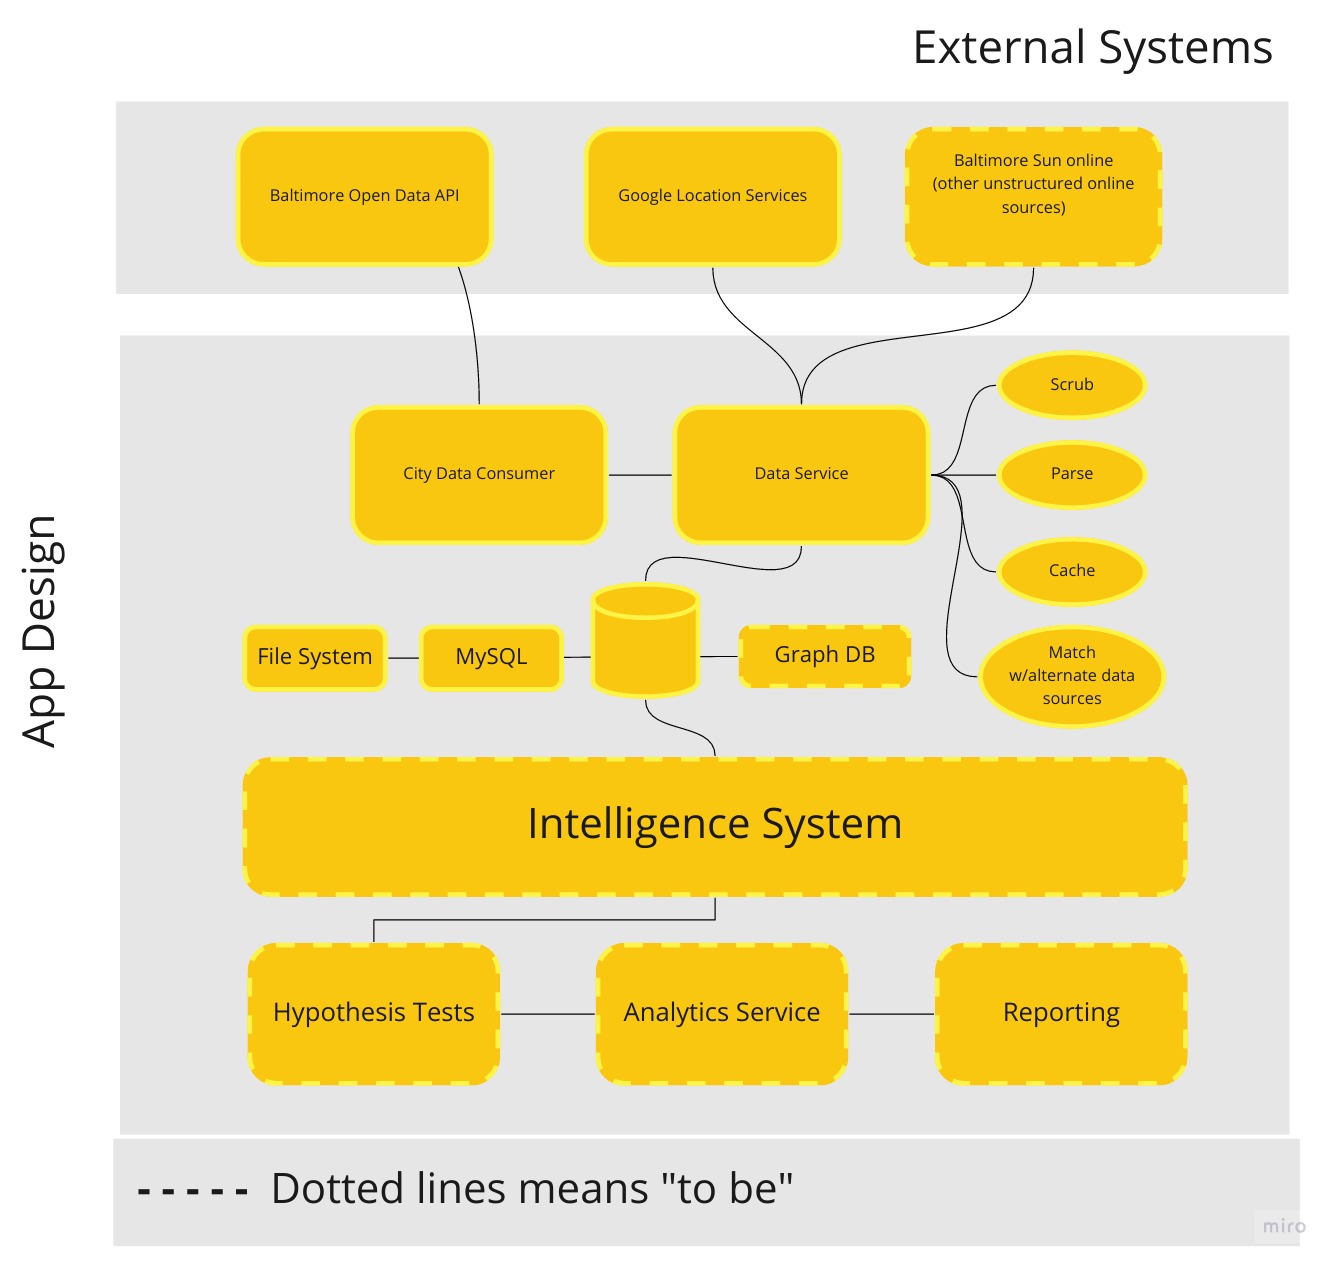 External Systems
Baltimore Open Data API
Google Location Services
Baltimore Sun online
(other unstructured online
sources)
App Design
City Data Consumer
Data Service
Scrub
Parse
Cache
Match
w/alternate data
sources
File System
MySQL
Graph DB
Intelligence System
Hypothesis Tests
Analytics Service
Reporting
- - - - - Dotted lines means "to be"
miro